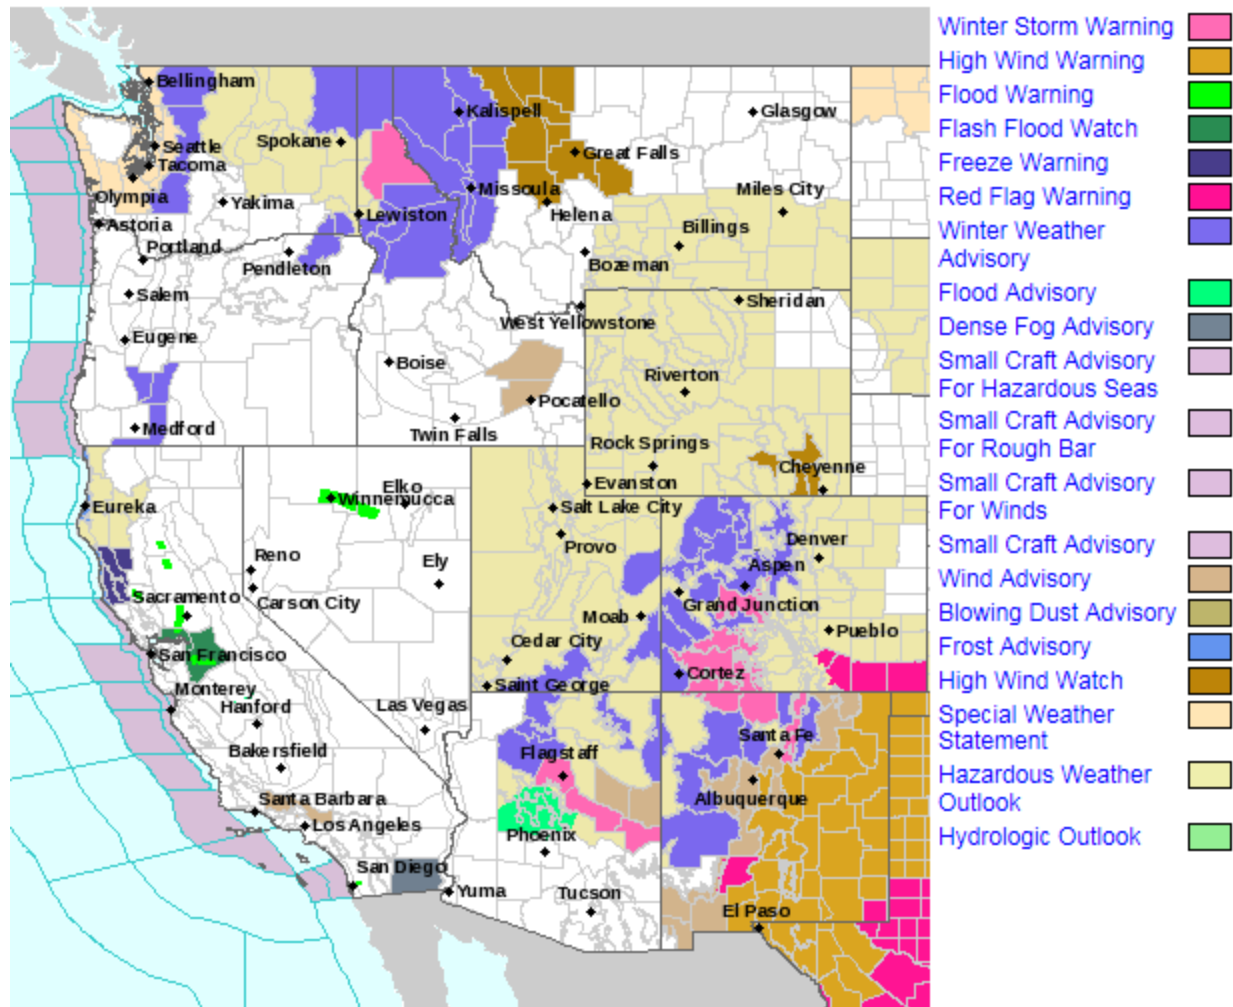 Bellingham
Kalispell
Glasgow
Spokane
Seattle
Great Falls
Tacoma
Olympia
Yakima
Lewiston
Missoula
Miles City
Astoria
Helena
Portland
Billings
Pendleton
Bozeman
Salem
Sheridan
West Yellowstone
Eugene
Boise
Riverton
Pocatello
Medford
Twin Falls
Rock Springs
Cheyenne
Evanston
Elko
Winnemucca
Eureka
Salt Lake City
Provo
Denver
Reno
Ely
Aspen
Sacramento
Carson City
Grand Junction
Moab
Pueblo
Cedar City
San Francisco
Cortez
Saint George
Monterey
Hanford
Las Vegas
Santa Fe
Bakersfield
Flagstaff
Santa Barbara
Albuquerque
Los Angeles
Phoenix
San Diego
Yuma
Tucson
El Paso
Winter Storm Warning
High Wind Warning
Flood Warning
Flash Flood Watch
Freeze Warning
Red Flag Warning
Winter Weather
Advisory
Flood Advisory
Dense Fog Advisory
Small Craft Advisory
For Hazardous Seas
Small Craft Advisory
For Rough Bar
Small Craft Advisory
For Winds
Small Craft Advisory
Wind Advisory
Blowing Dust Advisory
Frost Advisory
High Wind Watch
Special Weather
Statement
Hazardous Weather
Outlook
Hydrologic Outlook